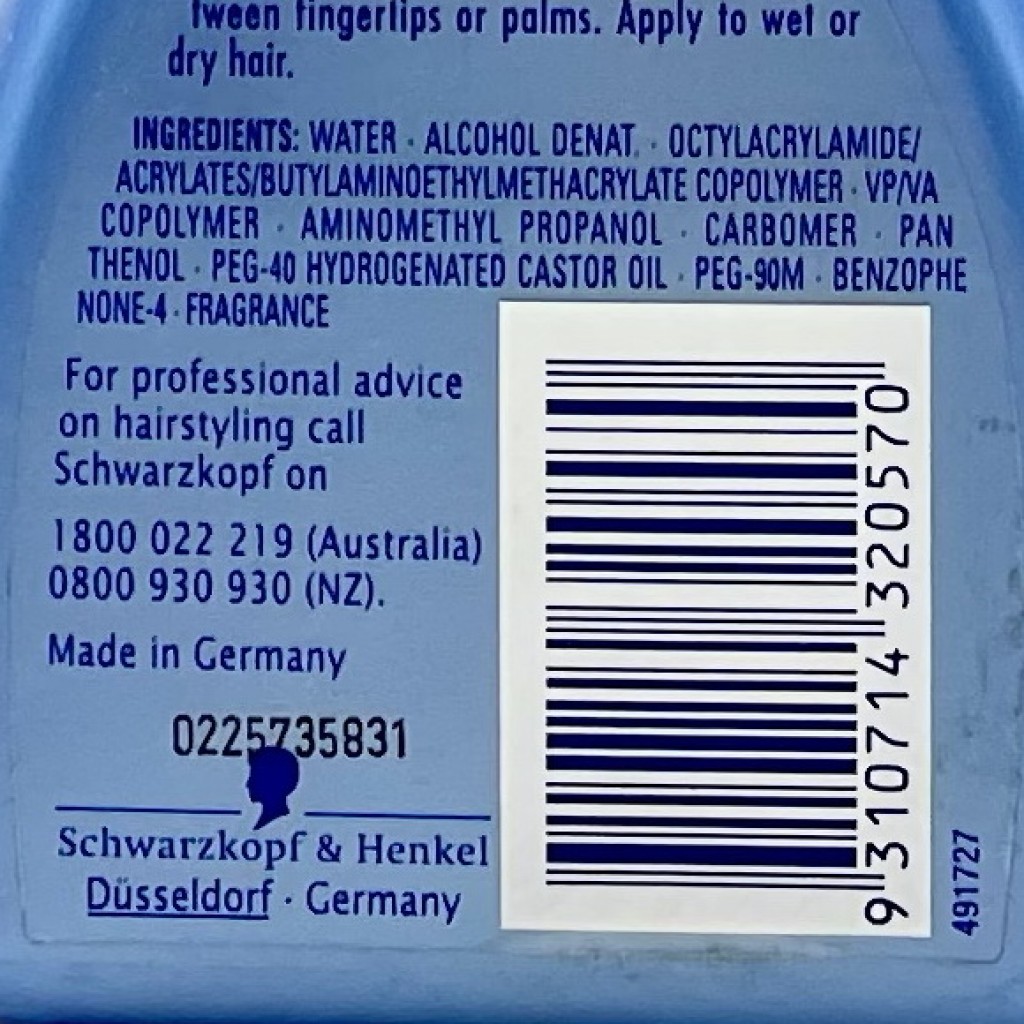 tween fingertips or palms. Apply to wet or
dry hair.
INGREDIENTS: WATER · ALCOHOL DENAT. · OCTYLACRYLAMIDE/
ACRYLATES/BUTYLAMINOETHYLMETHACRYLATE COPOLYMER · VP/VA
COPOLYMER · AMINOMETHYL PROPANOL · CARBOMER · PAN
THENOL · PEG-40 HYDROGENATED CASTOR OIL · PEG-90M · BENZOPHE
NONE-4 · FRAGRANCE
For professional advice
on hairstyling call
Schwarzkopf on
1800 022 219 (Australia)
0800 930 930 (NZ).
Made in Germany
0225735831
Schwarzkopf & Henkel
Düsseldorf · Germany
9 310714 320570
491727